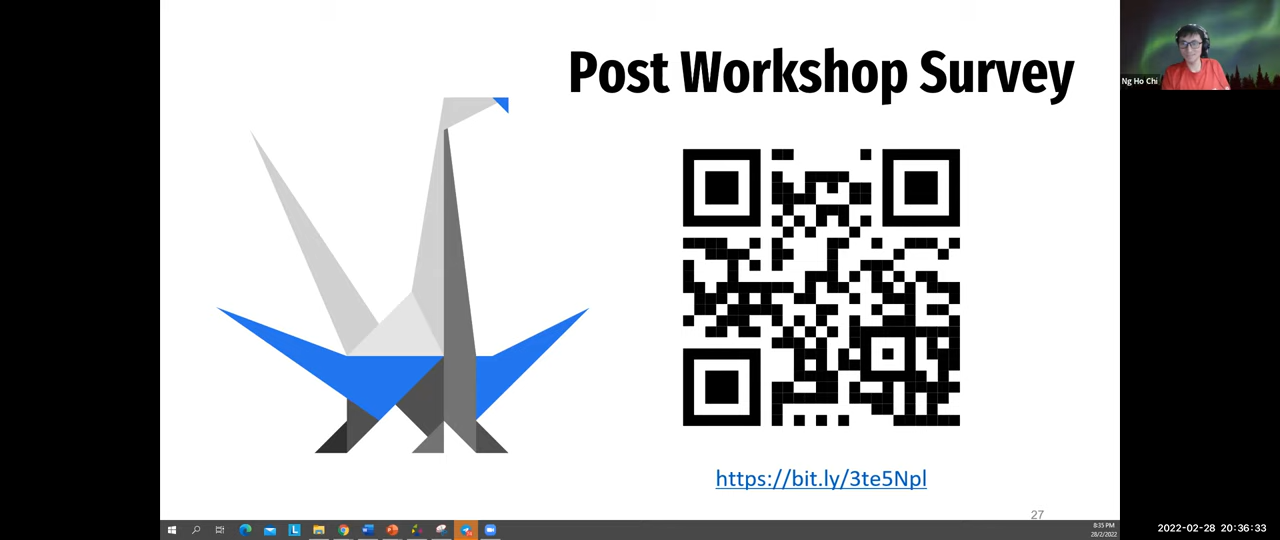 Post Workshop Survey
Ng Ho Chi
https://bit.ly/3te5Npl
27
8:35 PM
28/2/2022
2022-02-28 20:36:33